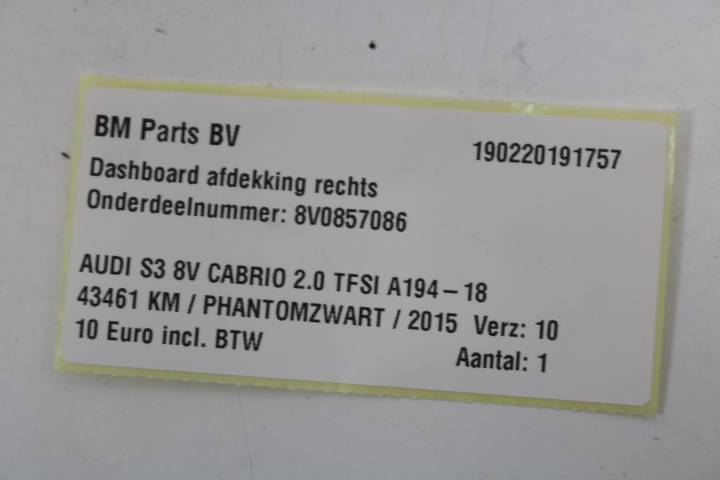 BM Parts BV 190220191757
Dashboard afdekking rechts
Onderdeelnummer: 8V0857086
AUDI S3 8V CABRIO 2.0 TFSI A194-18
43461 KM / PHANTOMZWART / 2015 Verz: 10
10 Euro incl. BTW Aantal: 1